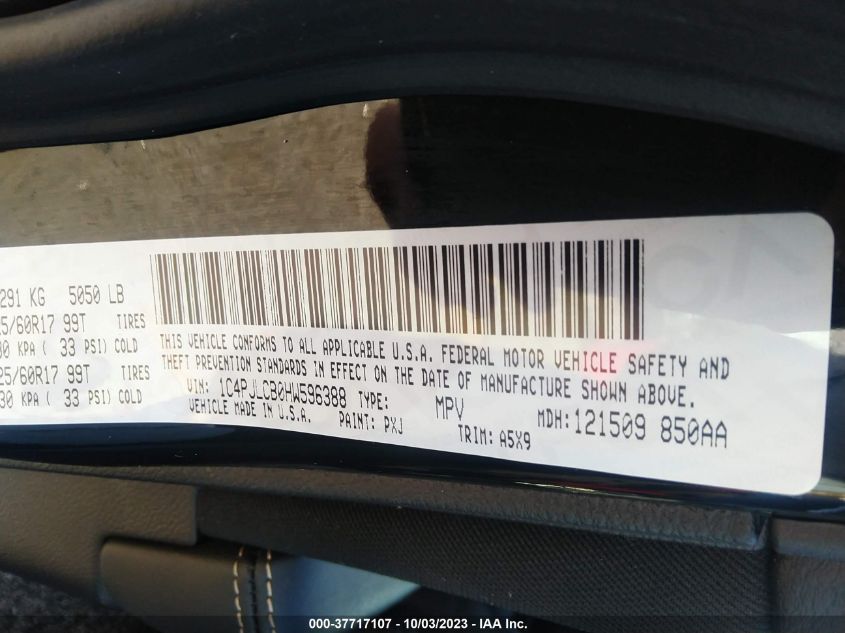 291 KG 5050 LB
5/60R17 99T TIRES
30 KPA ( 33 PSI) COLD
25/60R17 99T TIRES
30 KPA ( 33 PSI) COLD
THIS VEHICLE CONFORMS TO ALL APPLICABLE U.S.A. FEDERAL MOTOR VEHICLE SAFETY AND
THEFT PREVENTION STANDARDS IN EFFECT ON THE DATE OF MANUFACTURE SHOWN ABOVE.
VIN: 1C4PJLCB0HW596388 TYPE: MPV MDH:121509 850AA
VEHICLE MADE IN U.S.A. PAINT: PXJ TRIM: A5X9
000-37717107 - 10/03/2023 - IAA Inc.